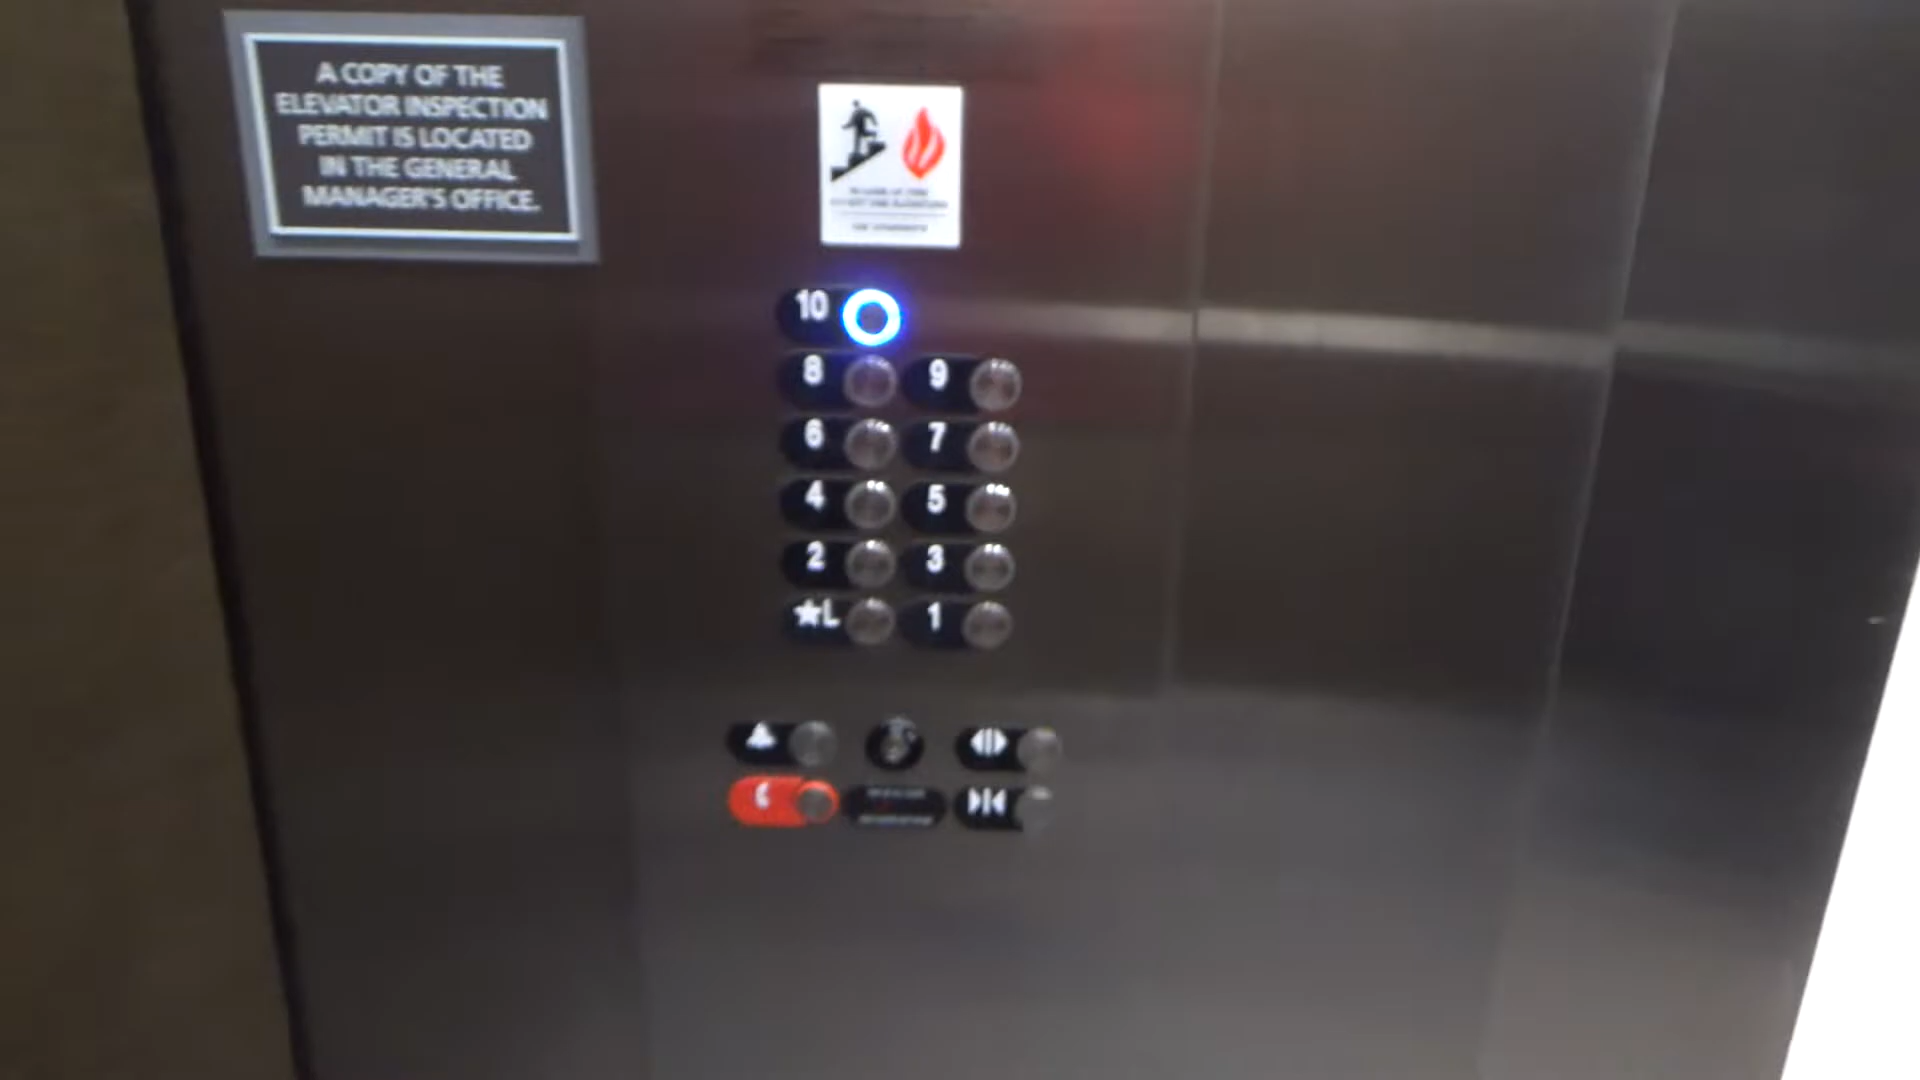 A COPY OF THE
ELEVATOR INSPECTION
PERMIT IS LOCATED
IN THE GENERAL
MANAGER'S OFFICE.
10
8 9
6 7
4 5
2 3
★L 1